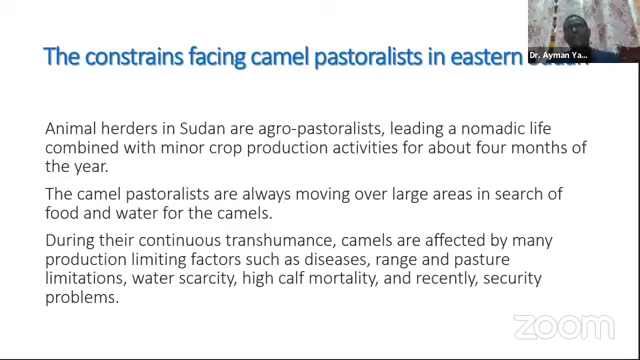 The constrains facing camel pastoralists in eastern Sudan
Dr. Ayman Ya...
Animal herders in Sudan are agro-pastoralists, leading a nomadic life
combined with minor crop production activities for about four months of
the year.
The camel pastoralists are always moving over large areas in search of
food and water for the camels.
During their continuous transhumance, camels are affected by many
production limiting factors such as diseases, range and pasture
limitations, water scarcity, high calf mortality, and recently, security
problems.
zoom